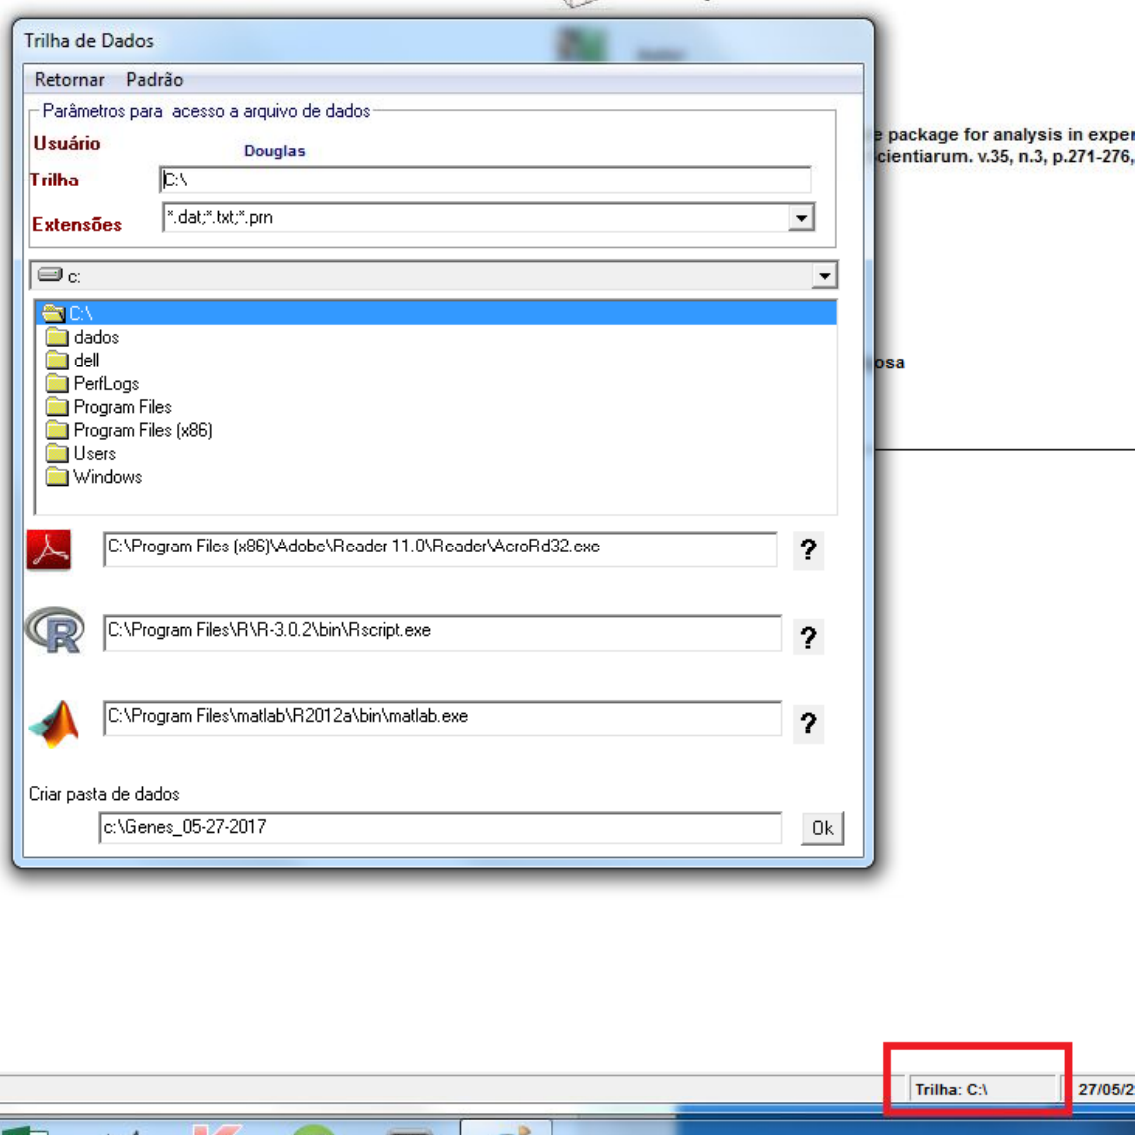 Trilha de Dados
Retornar Padrão
Parâmetros para acesso a arquivo de dados
Usuário Douglas
Trilha C:\
Extensões *.dat;*.txt;*.prn
c:
C:\
dados
dell
PerfLogs
Program Files
Program Files (x86)
Users
Windows
C:\Program Files (x86)\Adobe\Reader 11.0\Reader\AcroRd32.exe ?
C:\Program Files\R\R-3.0.2\bin\Rscript.exe ?
C:\Program Files\matlab\R2012a\bin\matlab.exe ?
Criar pasta de dados
c:\Genes_05-27-2017 Ok
e package for analysis in exper
cientiarum. v.35, n.3, p.271-276,
osa
Trilha: C:\ 27/05/2